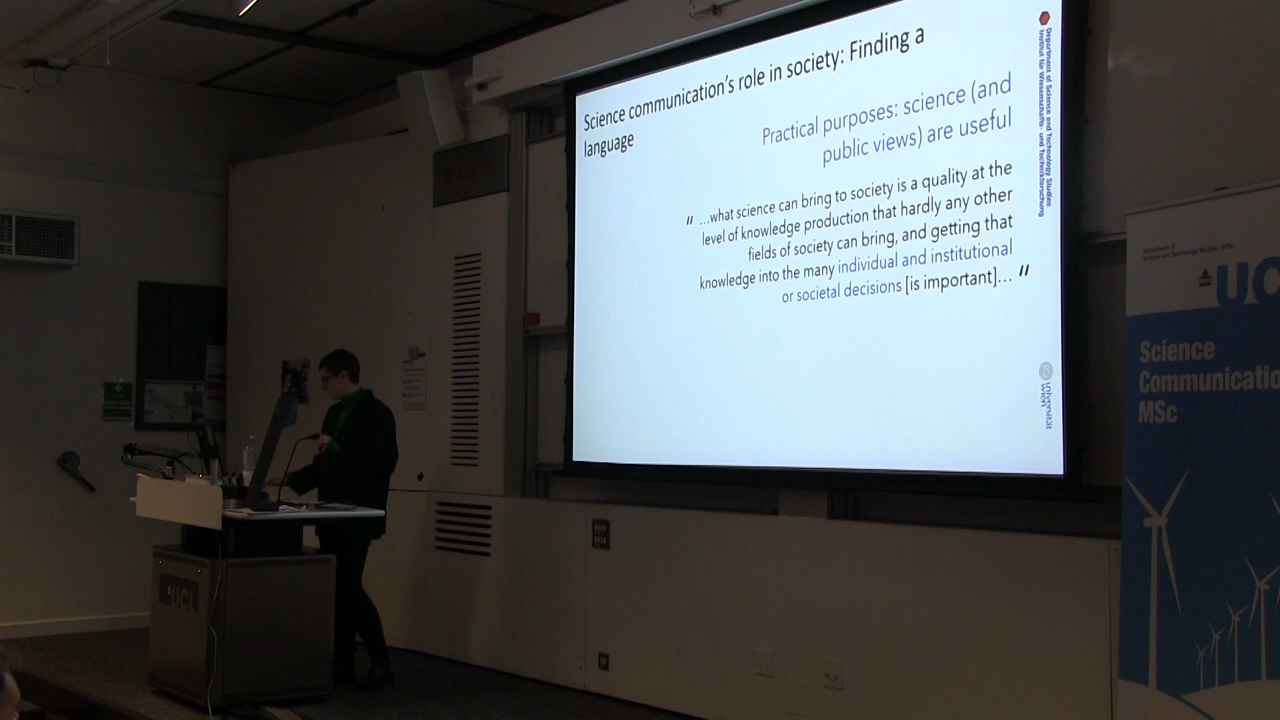 Science communication's role in society: Finding a
language
Practical purposes: science (and
public views) are useful
" ...what science can bring to society is a quality at the
level of knowledge production that hardly any other
fields of society can bring, and getting that
knowledge into the many individual and institutional
or societal decisions [is important]... "
Department of Science and Technology Studies
Institut für Wissenschafts- und Technikforschung
universität
wien
Department of
Science and Technology Studies (STS)
UC
Science
Communicatio
MSc
UCL